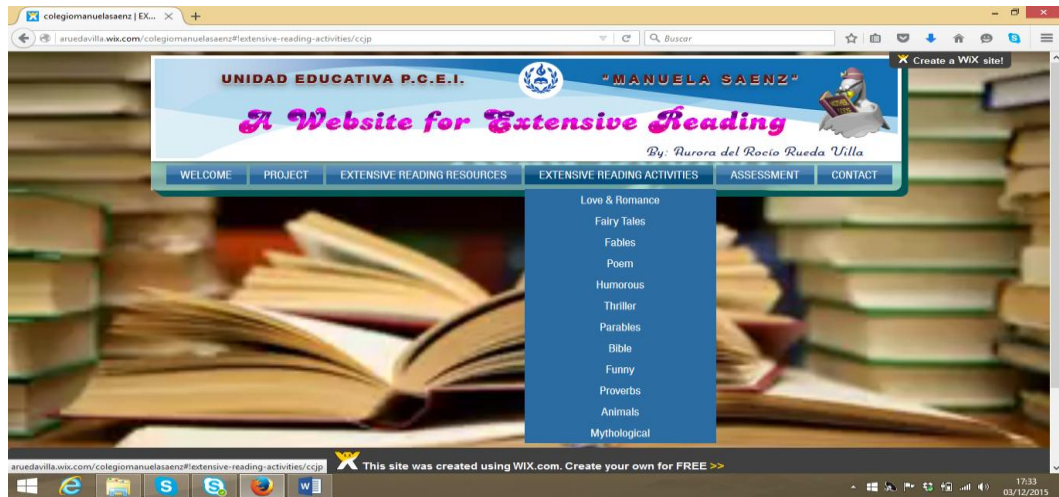 colegiomanuelasaenz | EX...
aruedavilla.wix.com/colegiomanuelasaenz#!extensive-reading-activities/ccjp
Buscar
Create a WiX site!
UNIDAD EDUCATIVA P.C.E.I. "MANUELA SAENZ"
A Website for Extensive Reading
By: Aurora del Rocio Rueda Villa
WELCOME PROJECT EXTENSIVE READING RESOURCES EXTENSIVE READING ACTIVITIES ASSESSMENT CONTACT
Love & Romance
Fairy Tales
Fables
Poem
Humorous
Thriller
Parables
Bible
Funny
Proverbs
Animals
Mythological
aruedavilla.wix.com/colegiomanuelasaenz#!extensive-reading-activities/ccjp
This site was created using WIX.com. Create your own for FREE >>
17:33
03/12/2015